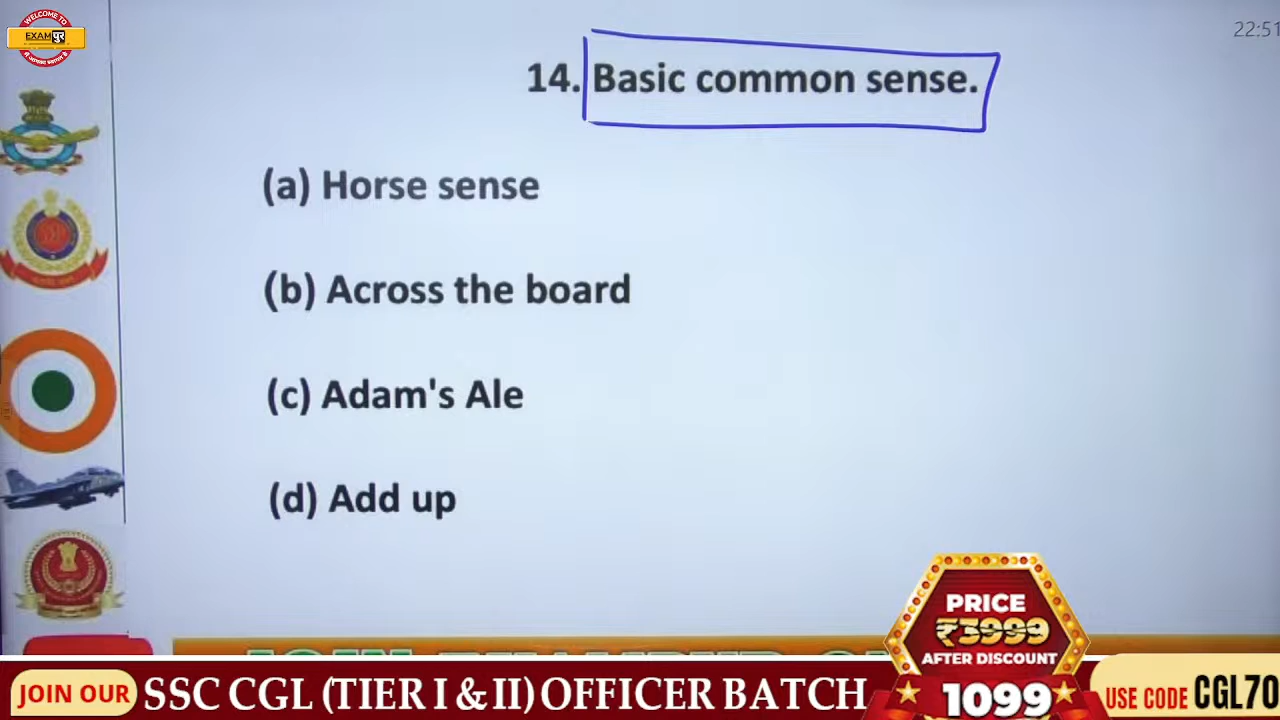 WELCOME TO
EXAM पुर
22:51
14. Basic common sense.
(a) Horse sense
(b) Across the board
(c) Adam's Ale
(d) Add up
PRICE
₹3999
AFTER DISCOUNT
1099
JOIN OUR SSC CGL (TIER I & II) OFFICER BATCH
USE CODE CGL70